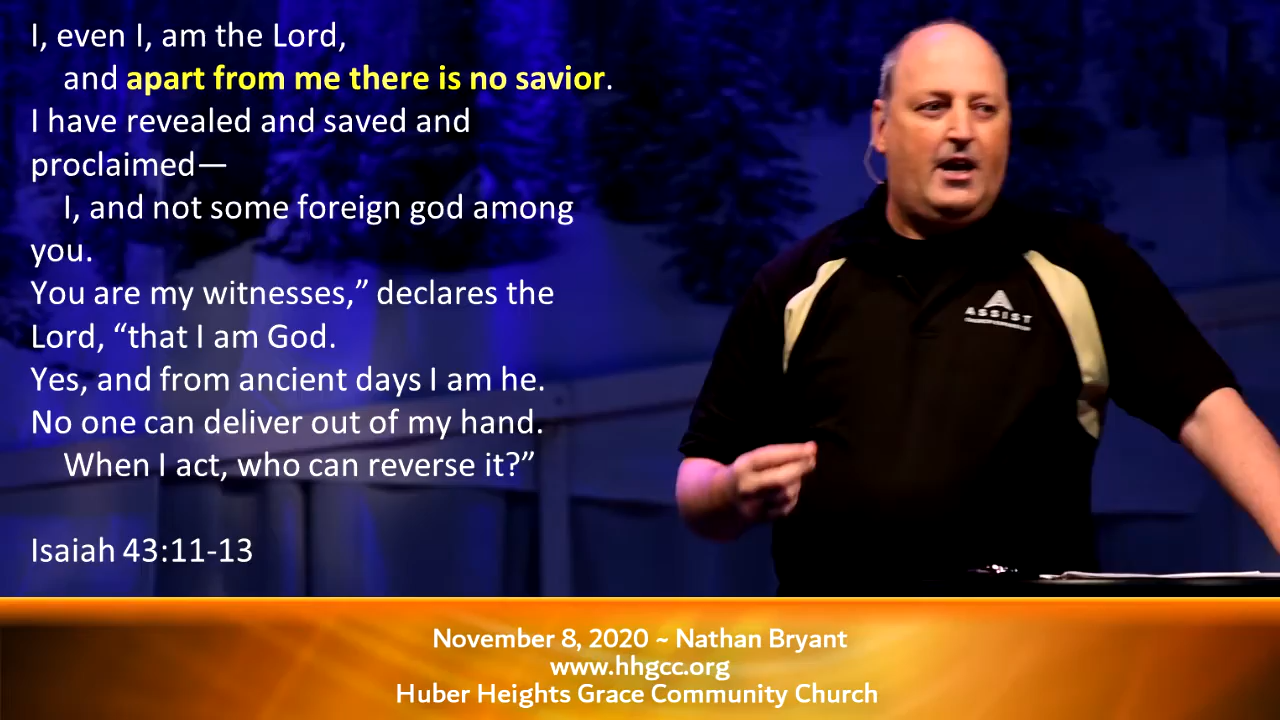 I, even I, am the Lord,
and apart from me there is no savior.
I have revealed and saved and
proclaimed—
I, and not some foreign god among
you.
You are my witnesses,” declares the
Lord, “that I am God.
Yes, and from ancient days I am he.
No one can deliver out of my hand.
When I act, who can reverse it?”
Isaiah 43:11-13
ASSIST
November 8, 2020 ~ Nathan Bryant
www.hhgcc.org
Huber Heights Grace Community Church